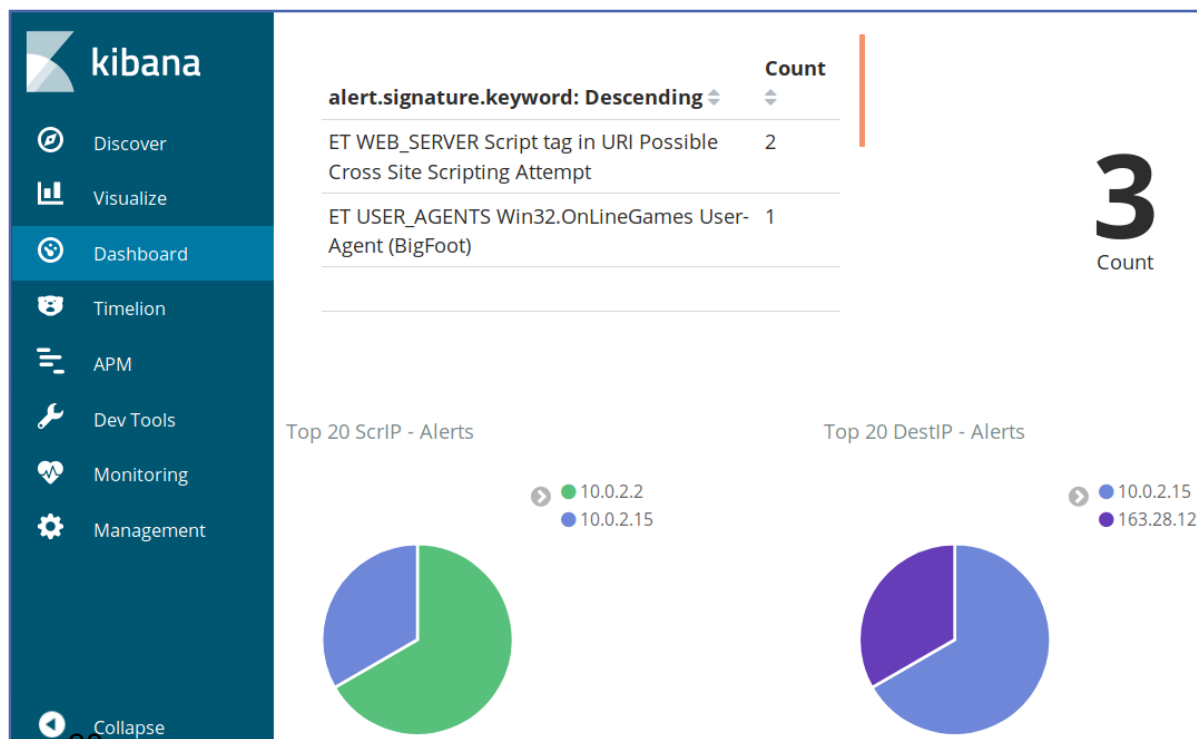 kibana
Discover
Visualize
Dashboard
Timelion
APM
Dev Tools
Monitoring
Management
Collapse
alert.signature.keyword: Descending
Count
ET WEB_SERVER Script tag in URI Possible
Cross Site Scripting Attempt
2
ET USER_AGENTS Win32.OnLineGames User-
Agent (BigFoot)
1
3
Count
Top 20 ScrIP - Alerts
10.0.2.2
10.0.2.15
Top 20 DestIP - Alerts
10.0.2.15
163.28.12